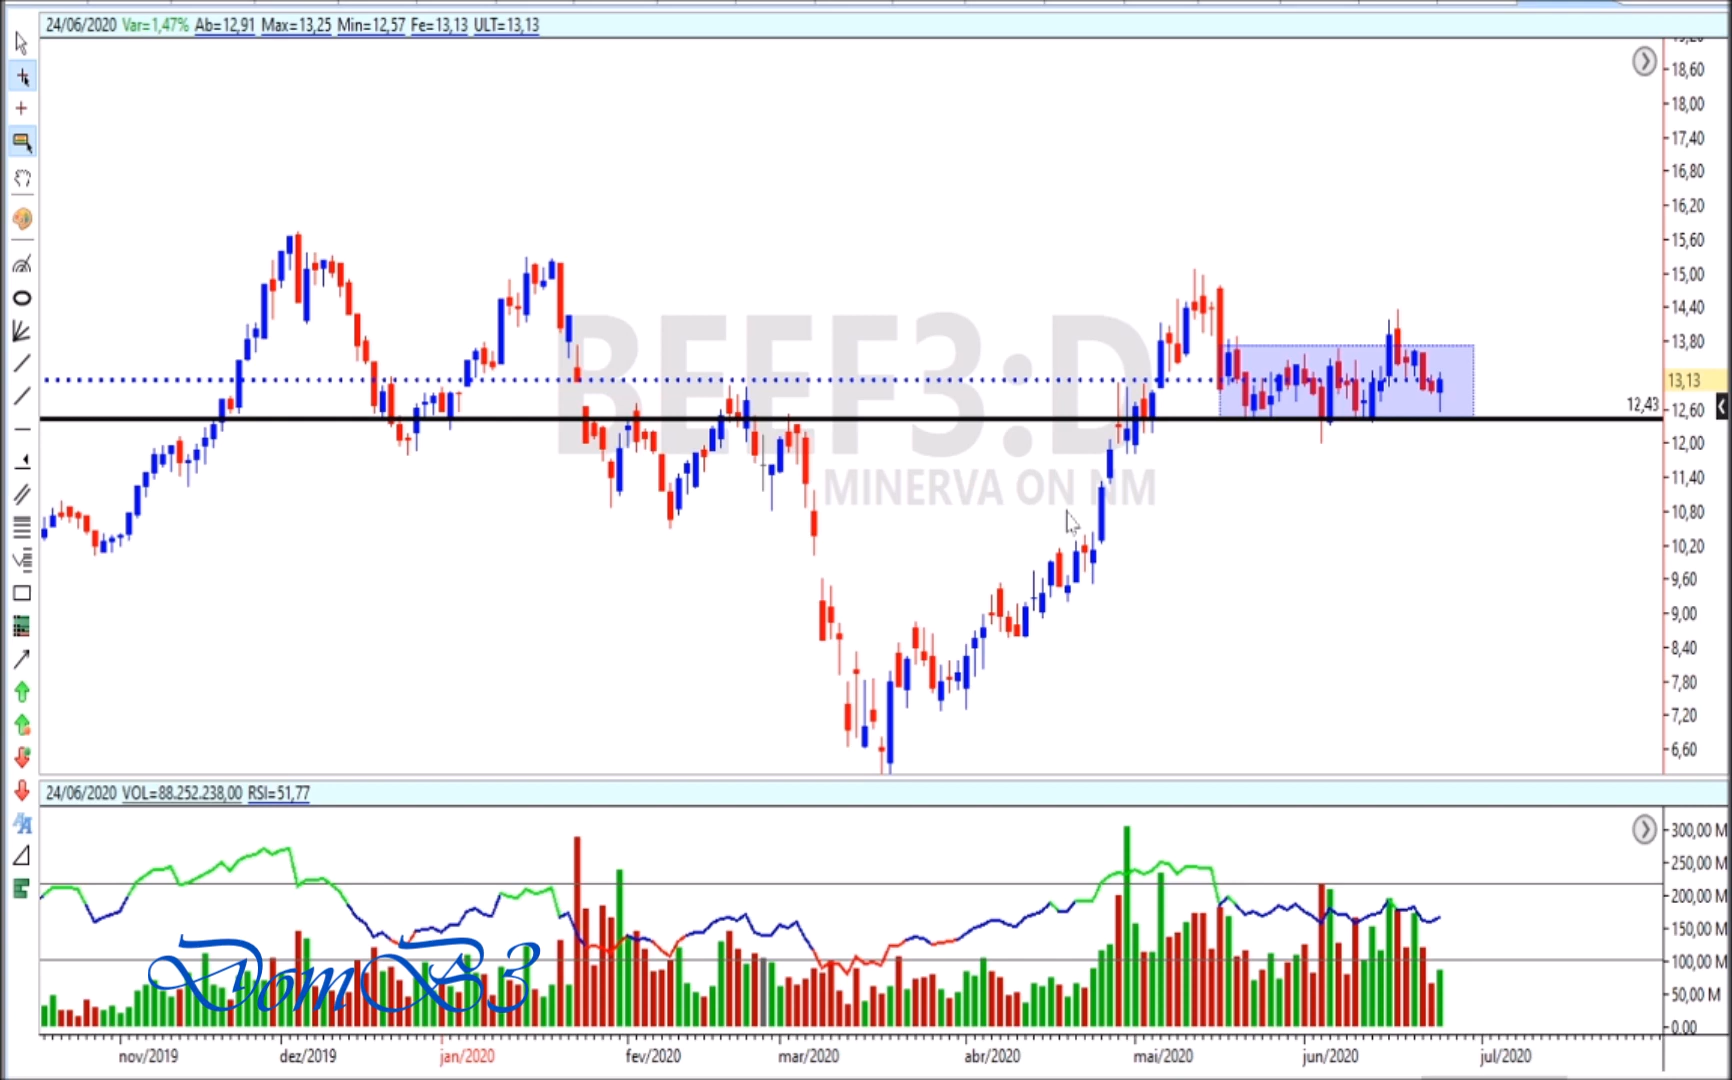 24/06/2020 Var=1,47% Ab=12,91 Max=13,25 Min=12,57 Fe=13,13 ULT=13,13
18,60
18,00
17,40
16,80
16,20
15,60
15,00
14,40
13,80
13,13
12,43
12,60
12,00
11,40
10,80
10,20
9,60
9,00
8,40
7,80
7,20
6,60
BEEF3:D
MINERVA ON NM
24/06/2020 VOL=88.252.238,00 RSI=51,77
300,00 M
250,00 M
200,00 M
150,00 M
100,00 M
50,00 M
0,00
DomB3
nov/2019 dez/2019 jan/2020 fev/2020 mar/2020 abr/2020 mai/2020 jun/2020 jul/2020